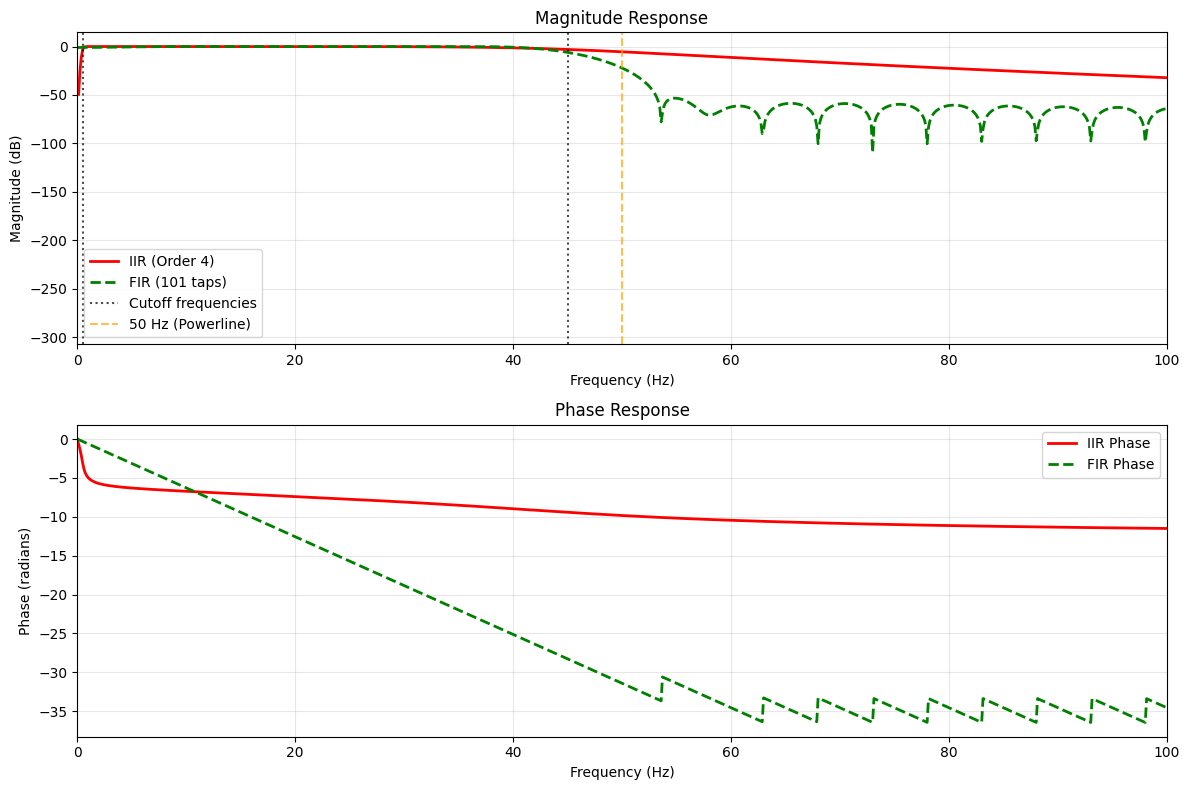 Magnitude Response
Magnitude (dB)
0
−50
−100
−150
−200
−250
−300
IIR (Order 4)
FIR (101 taps)
Cutoff frequencies
50 Hz (Powerline)
0 20 40 60 80 100
Frequency (Hz)
Phase Response
Phase (radians)
0
−5
−10
−15
−20
−25
−30
−35
IIR Phase
FIR Phase
0 20 40 60 80 100
Frequency (Hz)